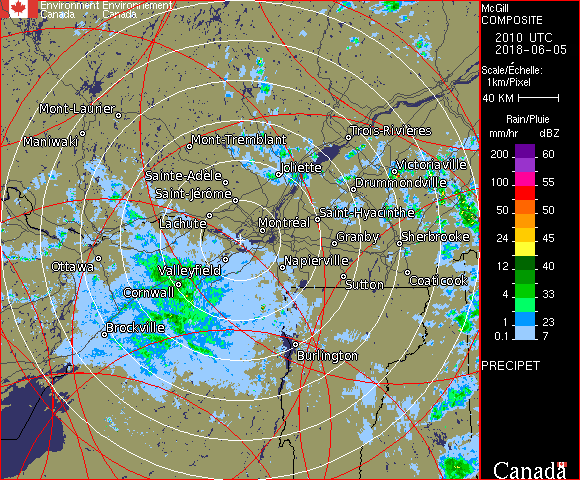 Environment Environnement
Canada Canada
McGill
COMPOSITE
2010 UTC
2018-06-05
Scale/Échelle:
1km/Pixel
40 KM
Rain/Pluie
mm/hr dBZ
200 60
100 55
50 50
24 45
12 40
4 33
1 23
0.1 7
PRECIPET
Canada
Mont-Laurier
Maniwaki
Mont-Tremblant
Trois-Rivières
Joliette
Victoriaville
Sainte-Adèle
Drummondville
Saint-Jérôme
Lachute
Saint-Hyacinthe
Montréal
Granby
Sherbrooke
Ottawa
Valleyfield
Napierville
Cornwall
Sutton
Coaticook
Brockville
Burlington